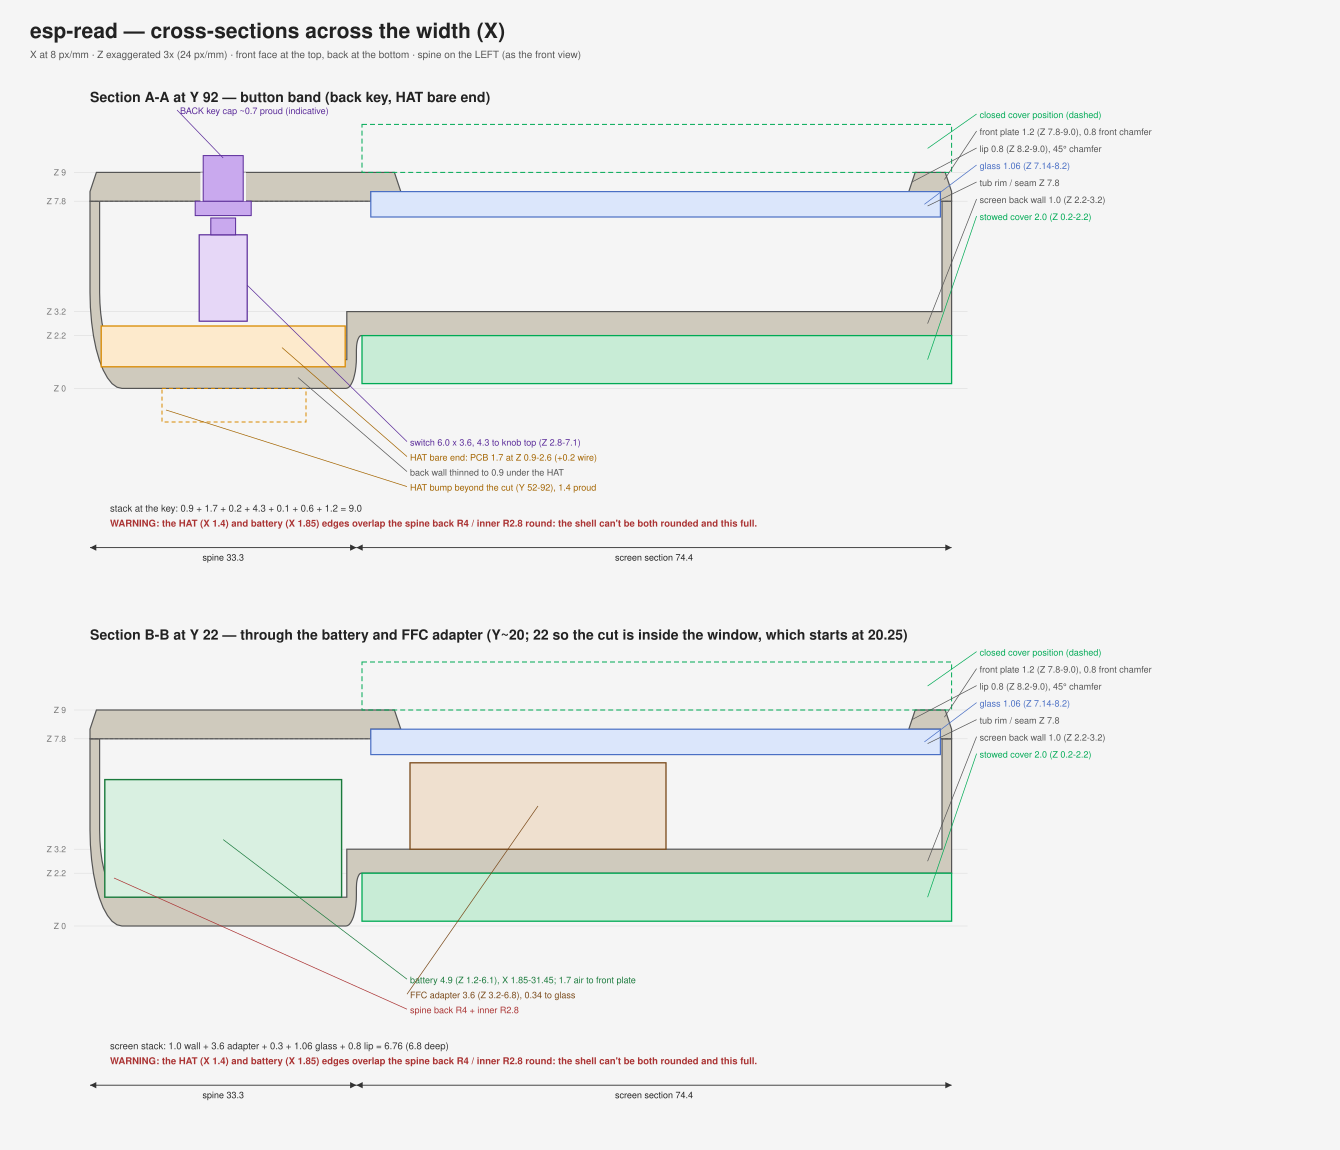 esp-read — cross-sections across the width (X)
X at 8 px/mm · Z exaggerated 3x (24 px/mm) · front face at the top, back at the bottom · spine on the LEFT (as the front view)
Section A-A at Y 92 — button band (back key, HAT bare end)
BACK key cap ~0.7 proud (indicative)
closed cover position (dashed)
front plate 1.2 (Z 7.8-9.0), 0.8 front chamfer
lip 0.8 (Z 8.2-9.0), 45° chamfer
glass 1.06 (Z 7.14-8.2)
tub rim / seam Z 7.8
screen back wall 1.0 (Z 2.2-3.2)
stowed cover 2.0 (Z 0.2-2.2)
Z 9
Z 7.8
Z 3.2
Z 2.2
Z 0
switch 6.0 x 3.6, 4.3 to knob top (Z 2.8-7.1)
HAT bare end: PCB 1.7 at Z 0.9-2.6 (+0.2 wire)
back wall thinned to 0.9 under the HAT
HAT bump beyond the cut (Y 52-92), 1.4 proud
stack at the key: 0.9 + 1.7 + 0.2 + 4.3 + 0.1 + 0.6 + 1.2 = 9.0
WARNING: the HAT (X 1.4) and battery (X 1.85) edges overlap the spine back R4 / inner R2.8 round: the shell can't be both rounded and this full.
spine 33.3
screen section 74.4
Section B-B at Y 22 — through the battery and FFC adapter (Y~20; 22 so the cut is inside the window, which starts at 20.25)
closed cover position (dashed)
front plate 1.2 (Z 7.8-9.0), 0.8 front chamfer
lip 0.8 (Z 8.2-9.0), 45° chamfer
glass 1.06 (Z 7.14-8.2)
tub rim / seam Z 7.8
screen back wall 1.0 (Z 2.2-3.2)
stowed cover 2.0 (Z 0.2-2.2)
Z 9
Z 7.8
Z 3.2
Z 2.2
Z 0
battery 4.9 (Z 1.2-6.1), X 1.85-31.45; 1.7 air to front plate
FFC adapter 3.6 (Z 3.2-6.8), 0.34 to glass
spine back R4 + inner R2.8
screen stack: 1.0 wall + 3.6 adapter + 0.3 + 1.06 glass + 0.8 lip = 6.76 (6.8 deep)
WARNING: the HAT (X 1.4) and battery (X 1.85) edges overlap the spine back R4 / inner R2.8 round: the shell can't be both rounded and this full.
spine 33.3
screen section 74.4